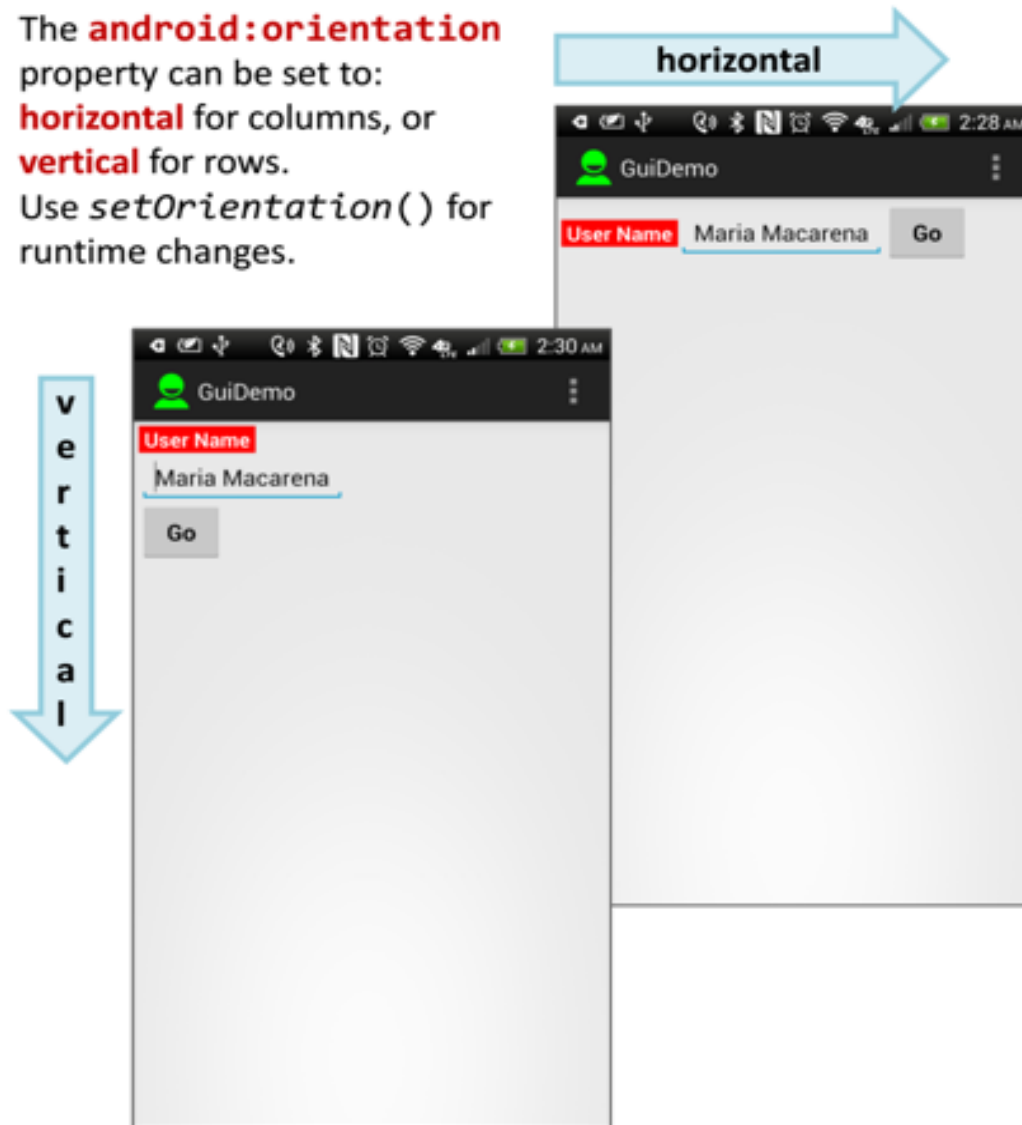 The android:orientation
property can be set to:
horizontal for columns, or
vertical for rows.
Use setOrientation() for
runtime changes.
horizontal
2:28 AM
GuiDemo
User Name Maria Macarena Go
vertical
2:30 AM
GuiDemo
User Name
Maria Macarena
Go